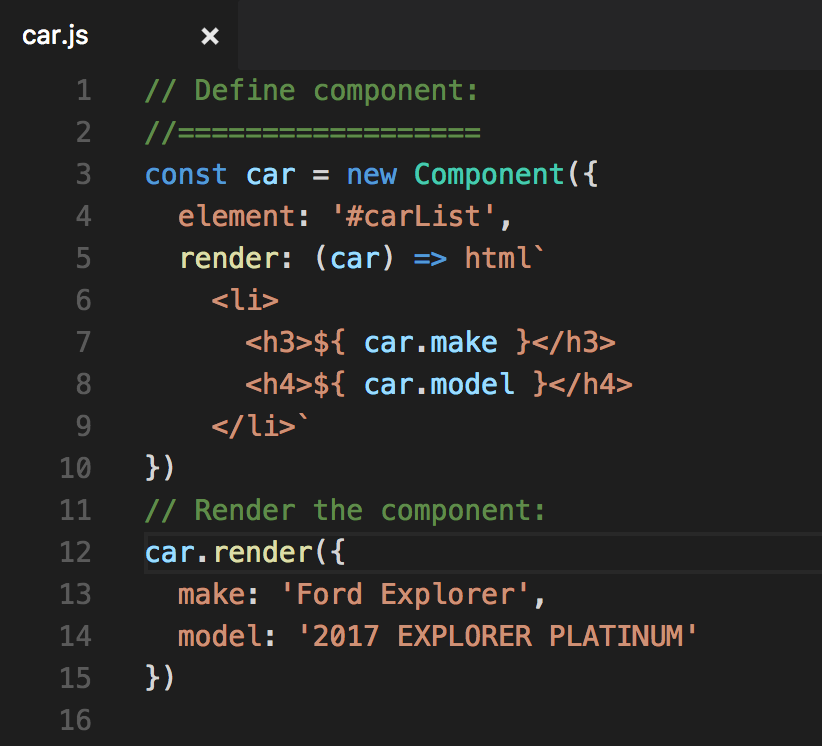 car.js ×
1 // Define component:
2 //==================
3 const car = new Component({
4   element: '#carList',
5   render: (car) => html`
6     <li>
7       <h3>${ car.make }</h3>
8       <h4>${ car.model }</h4>
9     </li>`
10 })
11 // Render the component:
12 car.render({
13   make: 'Ford Explorer',
14   model: '2017 EXPLORER PLATINUM'
15 })
16